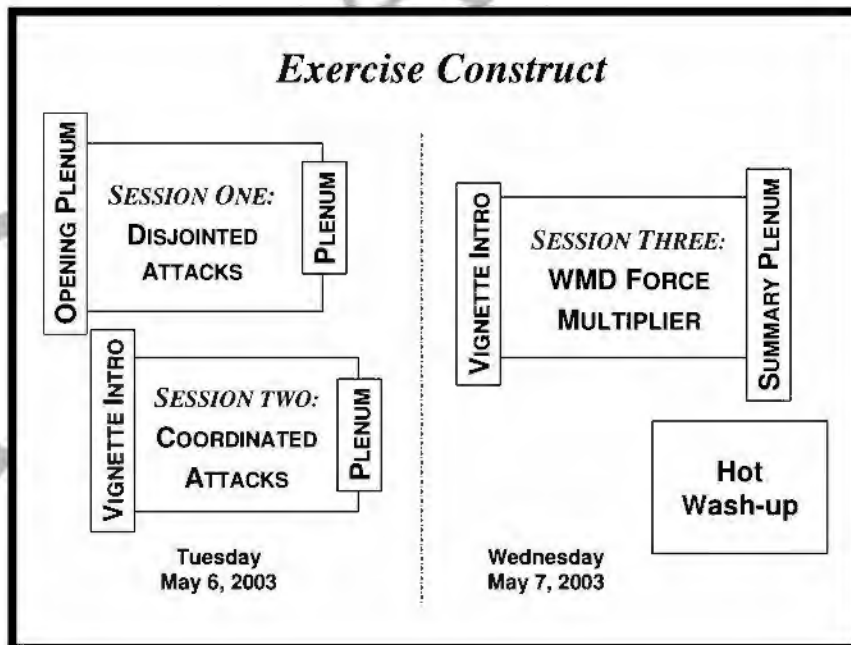 Exercise Construct
OPENING PLENUM
SESSION ONE:
DISJOINTED
ATTACKS
PLENUM
VIGNETTE INTRO
SESSION TWO:
COORDINATED
ATTACKS
PLENUM
Tuesday
May 6, 2003
VIGNETTE INTRO
SESSION THREE:
WMD FORCE
MULTIPLIER
SUMMARY PLENUM
Hot
Wash-up
Wednesday
May 7, 2003